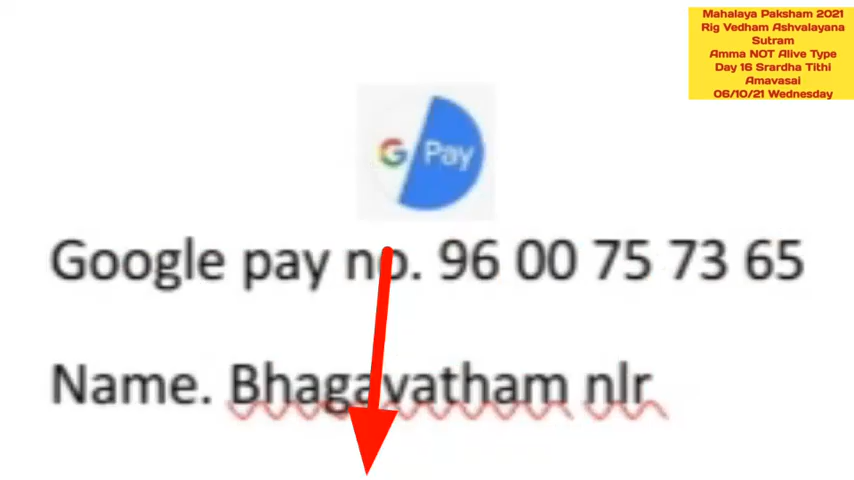 Mahalaya Paksham 2021
Rig Vedham Ashvalayana
Sutram
Amma NOT Alive Type
Day 16 Srardha Tithi
Amavasai
06/10/21 Wednesday
G Pay
Google pay no. 96 00 75 73 65
Name. Bhagavatham nlr